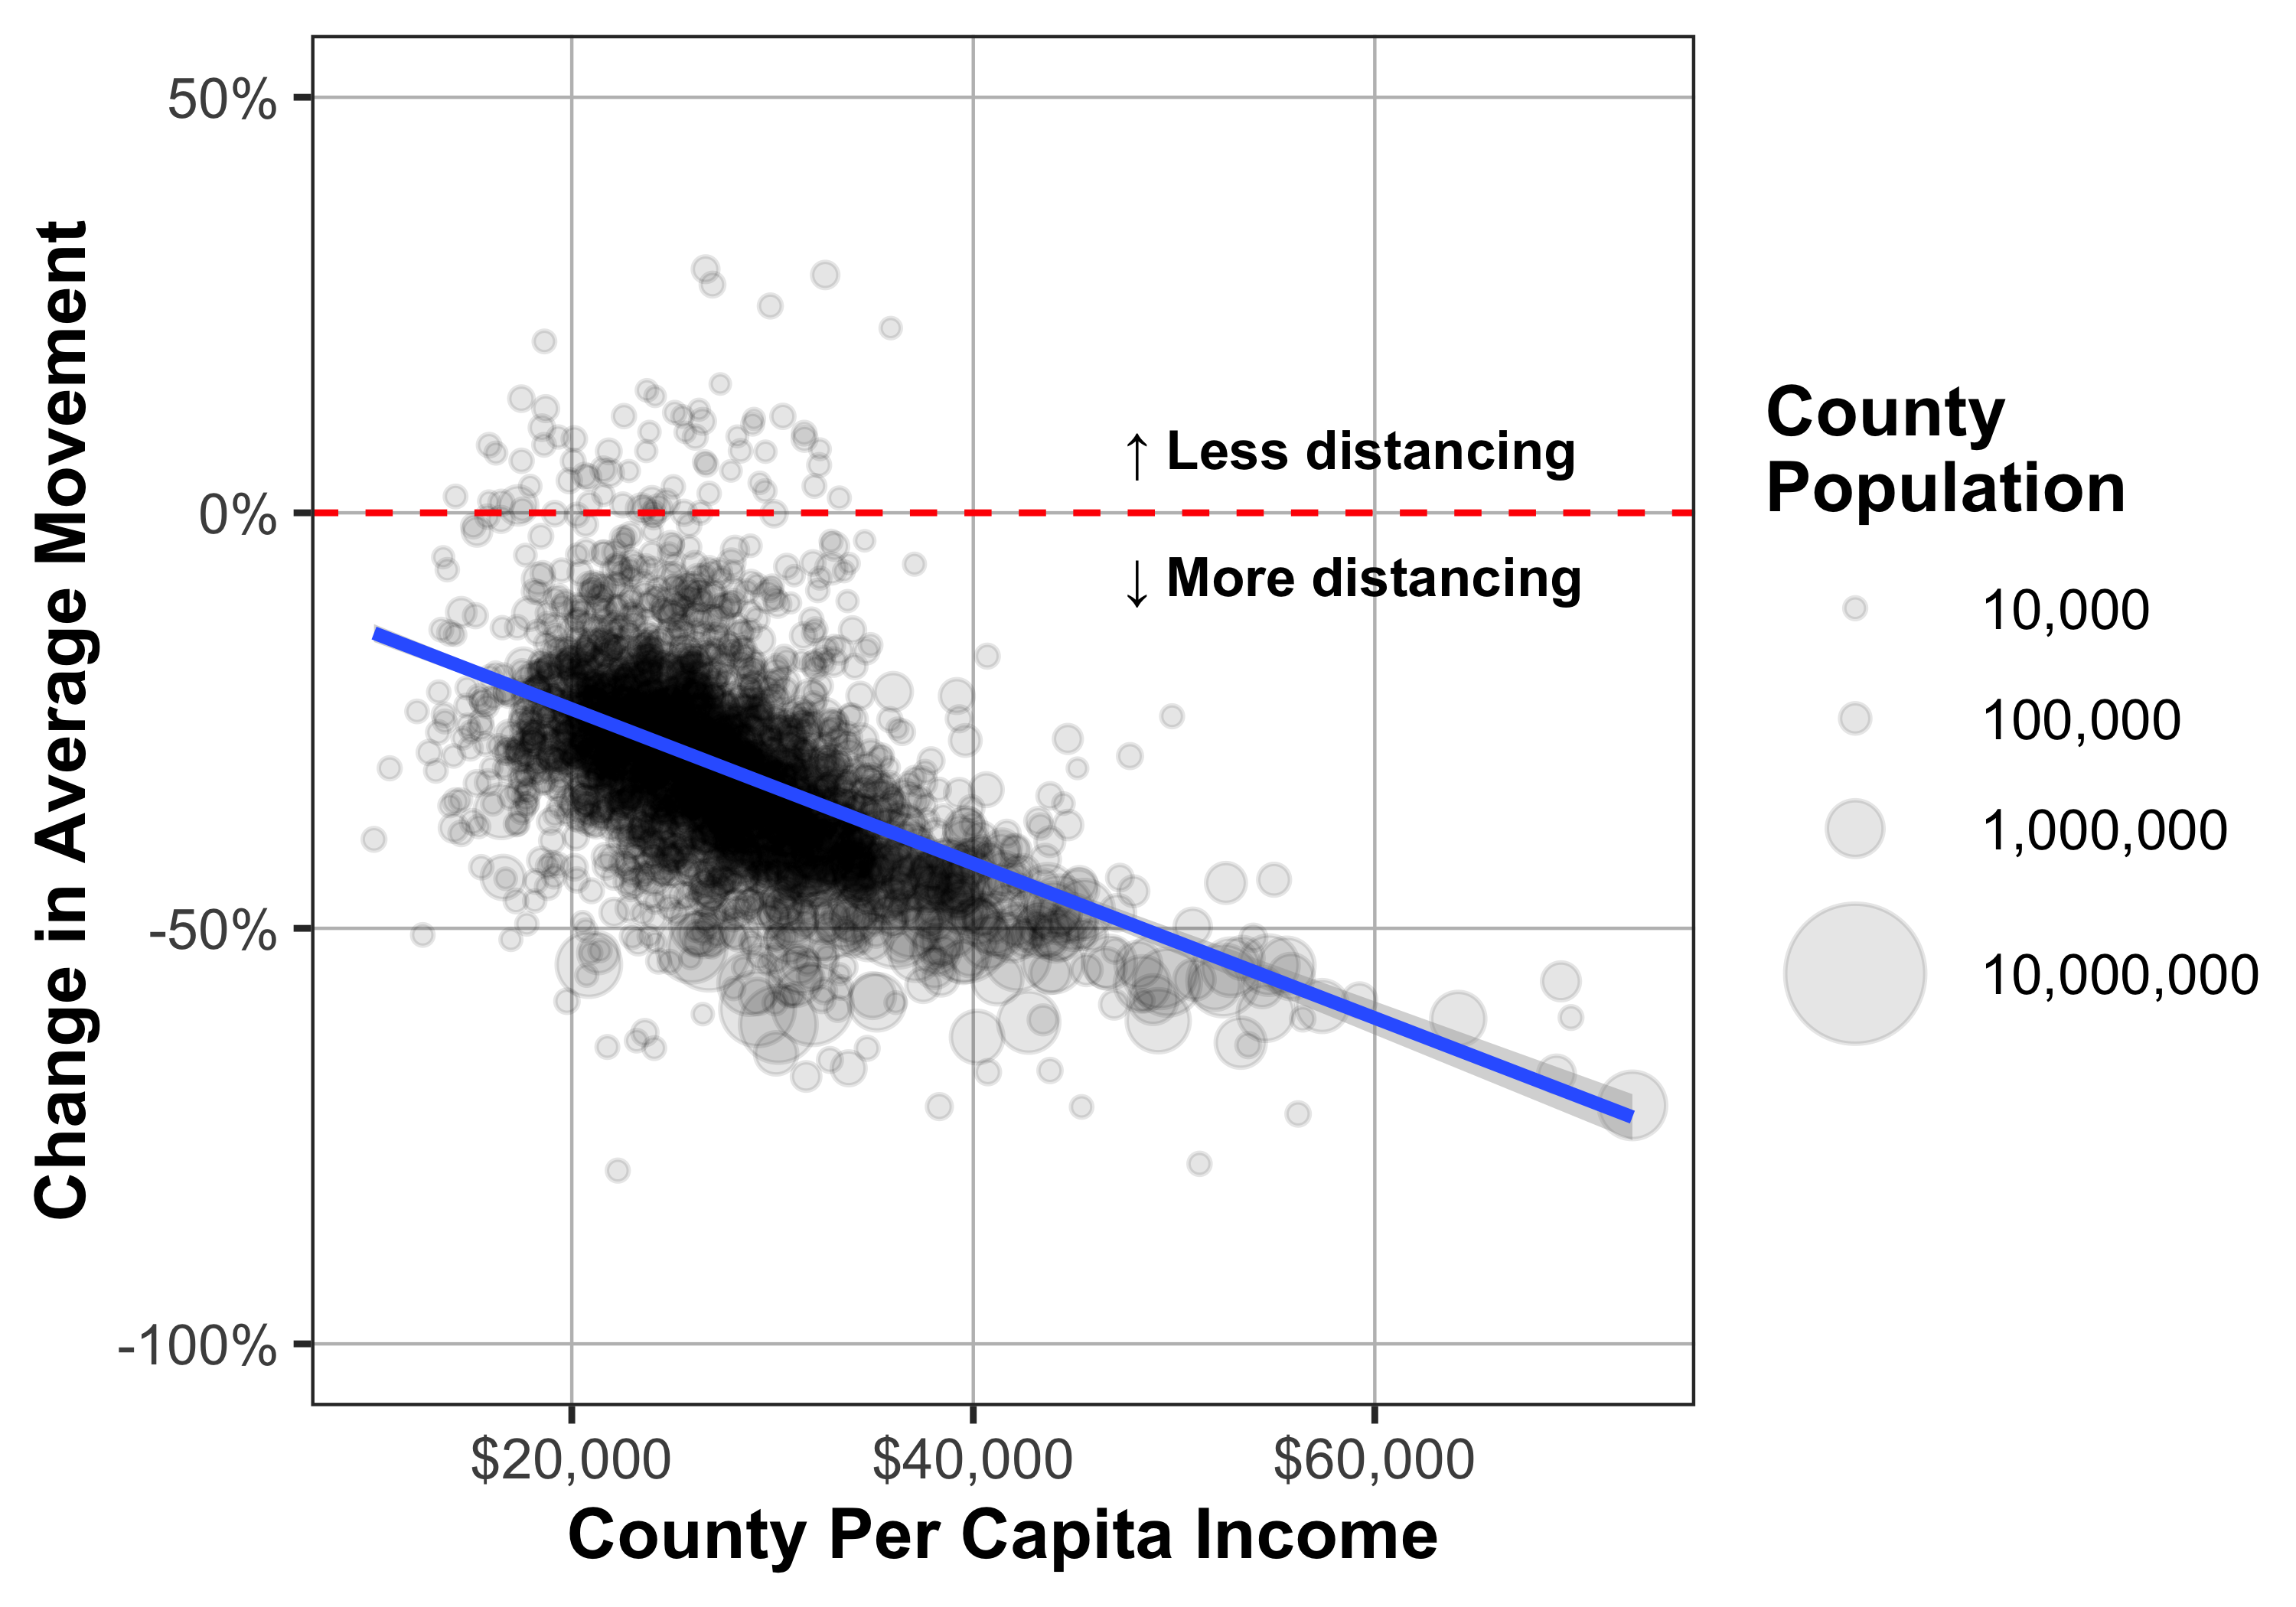 Change in Average Movement
50%
0%
-50%
-100%
↑ Less distancing
↓ More distancing
$20,000
$40,000
$60,000
County Per Capita Income
County
Population
10,000
100,000
1,000,000
10,000,000